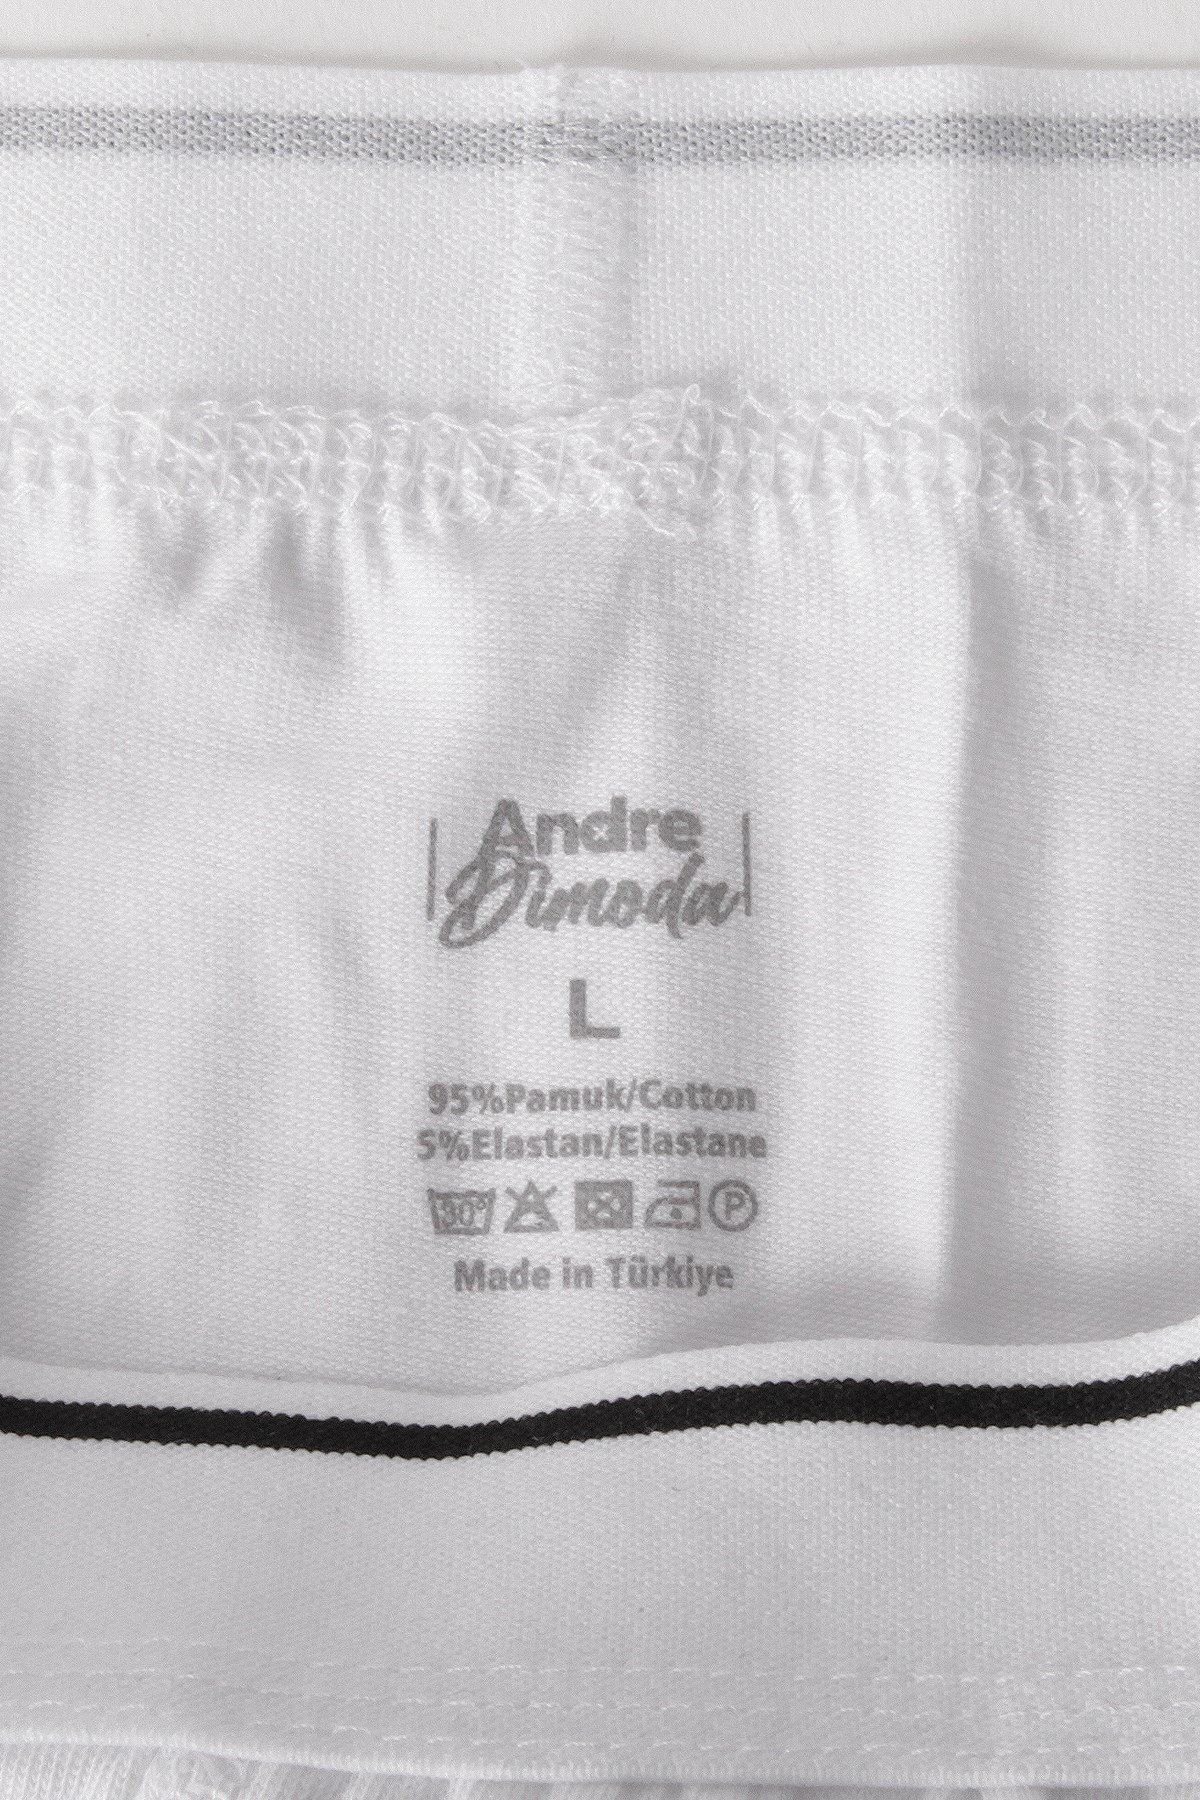 Andre
Dimoda
L
95%Pamuk/Cotton
5%Elastan/Elastane
30° P
Made in Türkiye